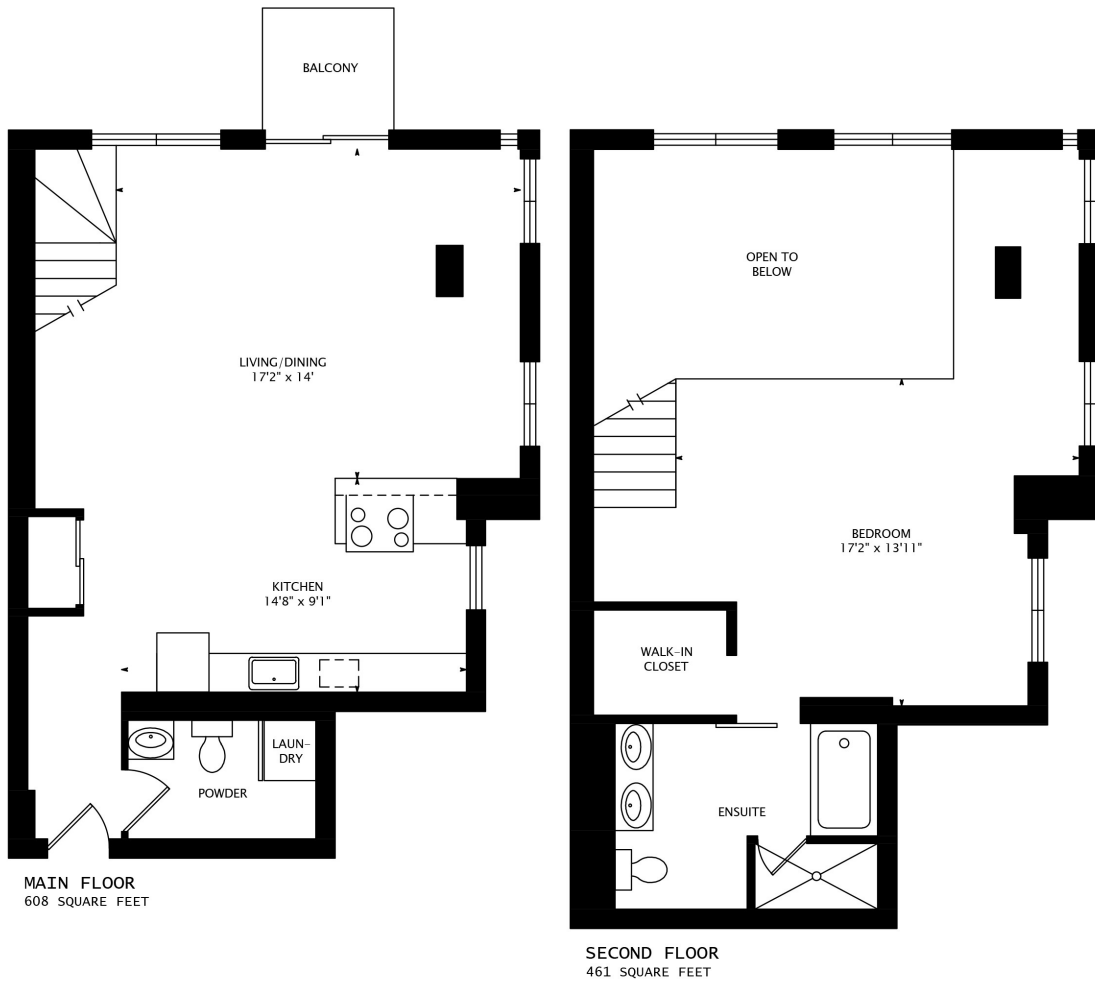 BALCONY
LIVING/DINING
17'2" x 14'
KITCHEN
14'8" x 9'1"
LAUN-
DRY
POWDER
MAIN FLOOR
608 SQUARE FEET
OPEN TO
BELOW
BEDROOM
17'2" x 13'11"
WALK-IN
CLOSET
ENSUITE
SECOND FLOOR
461 SQUARE FEET